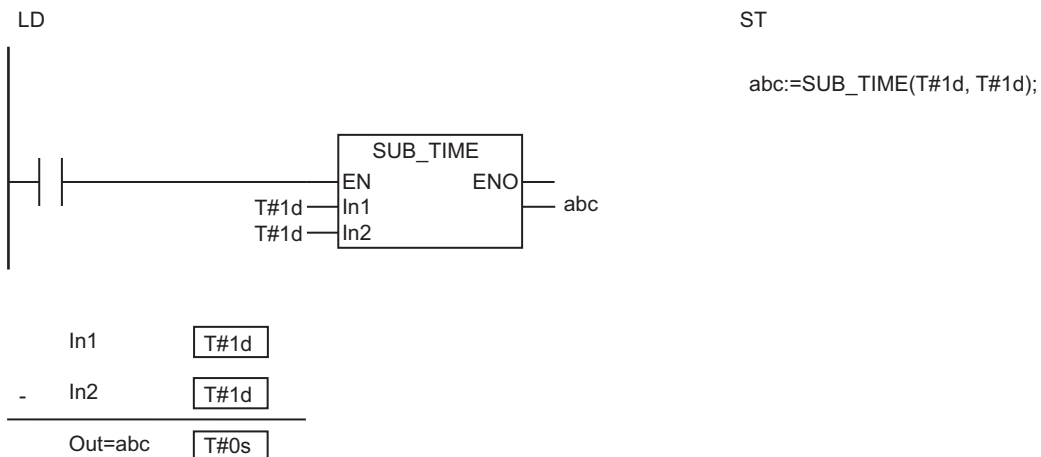 LD
ST
abc:=SUB_TIME(T#1d, T#1d);
SUB_TIME
EN ENO
T#1d In1 abc
T#1d In2
In1 T#1d
- In2 T#1d
Out=abc T#0s